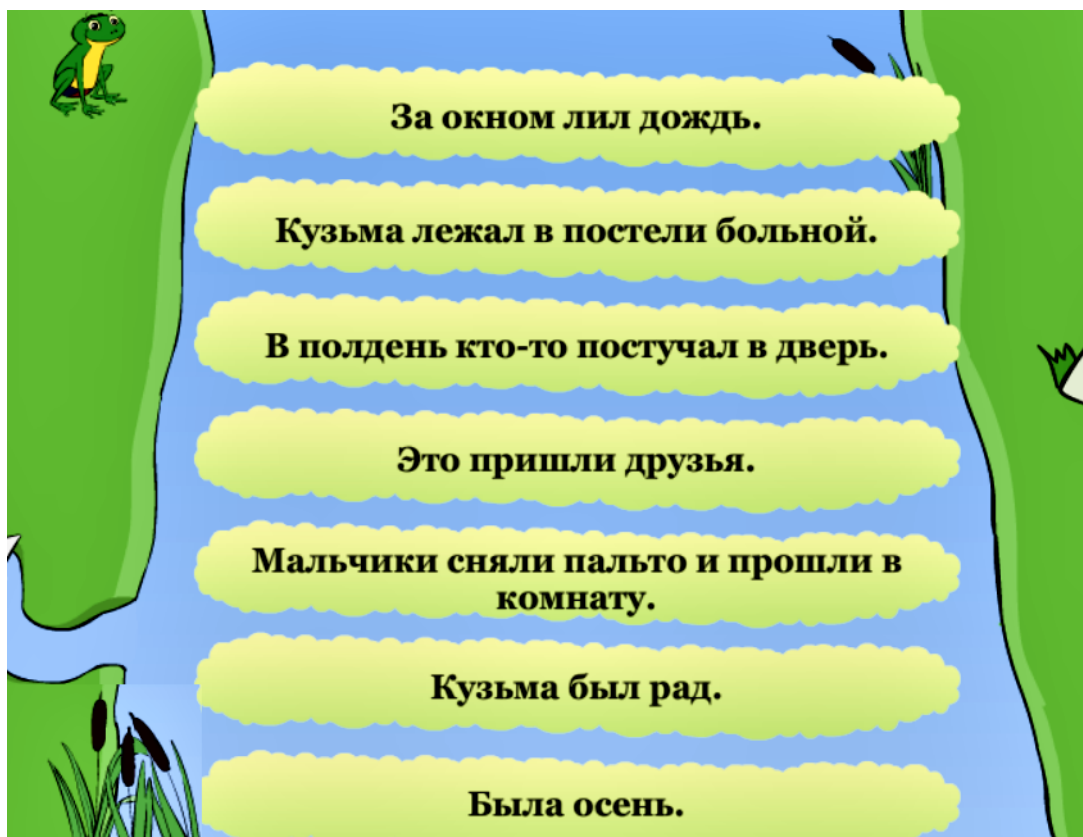 За окном лил дождь.
Кузьма лежал в постели больной.
В полдень кто-то постучал в дверь.
Это пришли друзья.
Мальчики сняли пальто и прошли в
комнату.
Кузьма был рад.
Была осень.